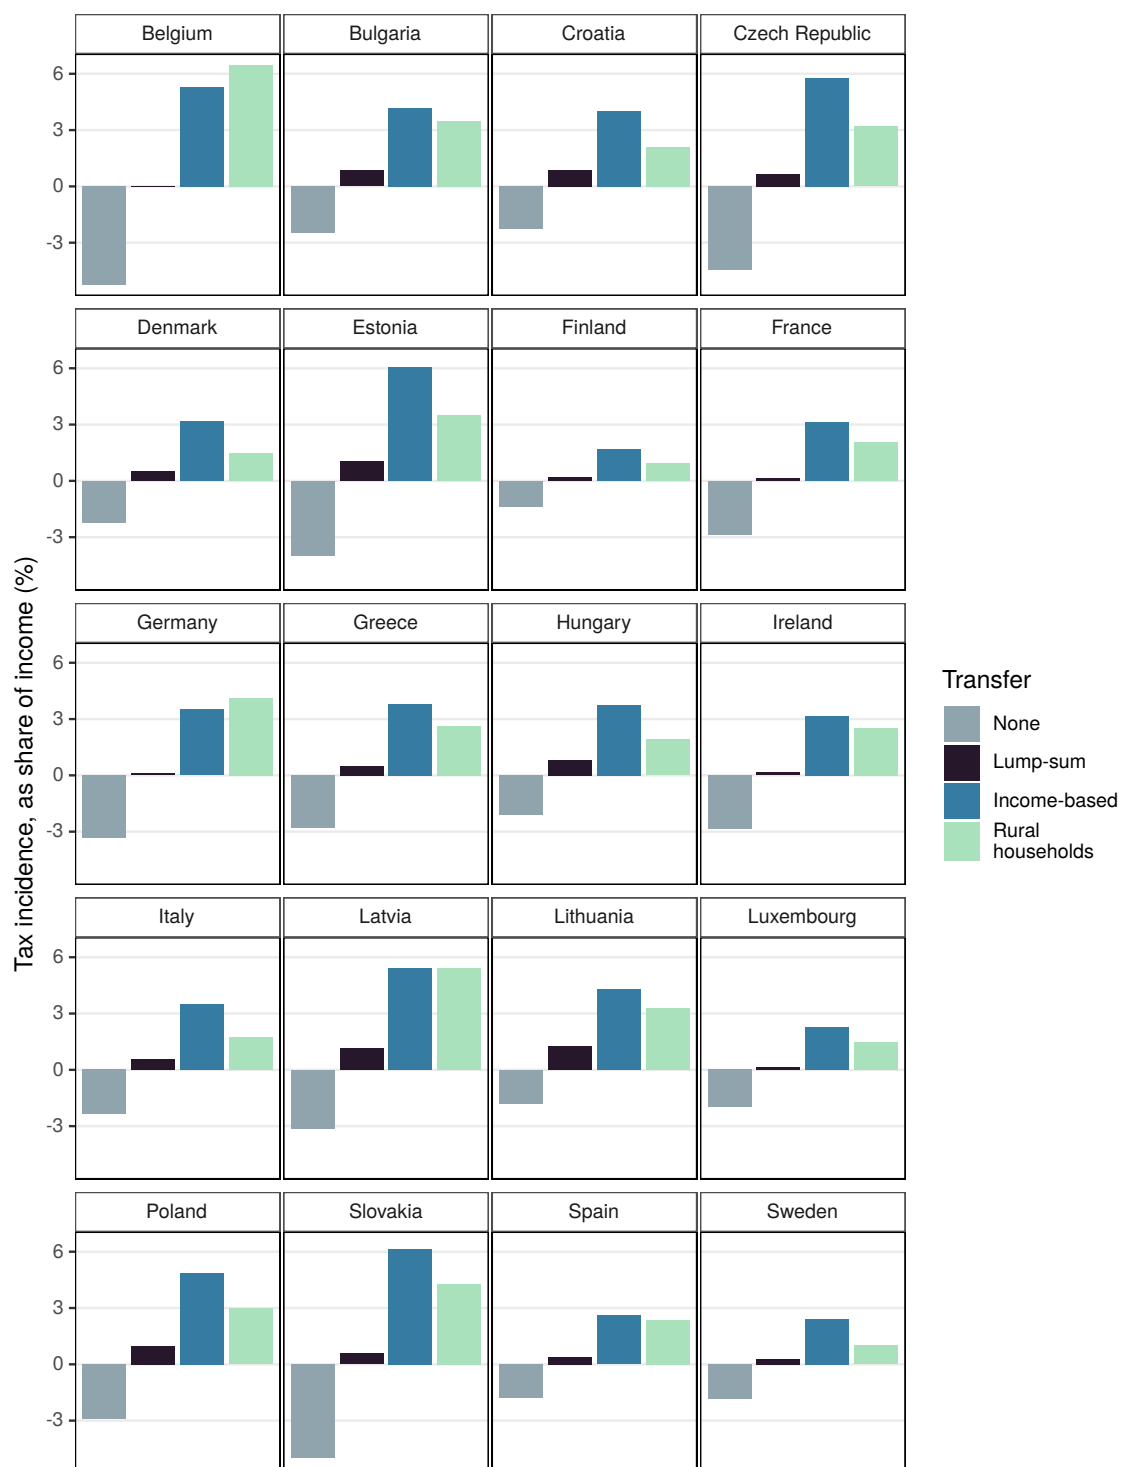 Belgium Bulgaria Croatia Czech Republic
6
3
0
-3
Denmark Estonia Finland France
6
3
0
-3
Germany Greece Hungary Ireland
6
3
0
-3
Italy Latvia Lithuania Luxembourg
6
3
0
-3
Poland Slovakia Spain Sweden
6
3
0
-3
Tax incidence, as share of income (%)
Transfer
None
Lump-sum
Income-based
Rural
households